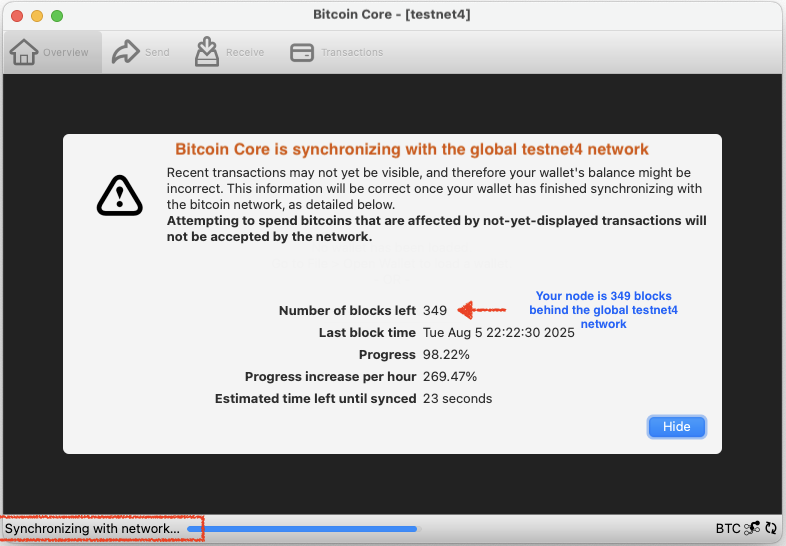 Bitcoin Core - [testnet4]
Overview
Send
Receive
Transactions
Bitcoin Core is synchronizing with the global testnet4 network
Recent transactions may not yet be visible, and therefore your wallet's balance might be
incorrect. This information will be correct once your wallet has finished synchronizing with
the bitcoin network, as detailed below.
Attempting to spend bitcoins that are affected by not-yet-displayed transactions will
not be accepted by the network.
Number of blocks left 349
Your node is 349 blocks
behind the global testnet4
network
Last block time Tue Aug 5 22:22:30 2025
Progress 98.22%
Progress increase per hour 269.47%
Estimated time left until synced 23 seconds
Hide
Synchronizing with network...
BTC